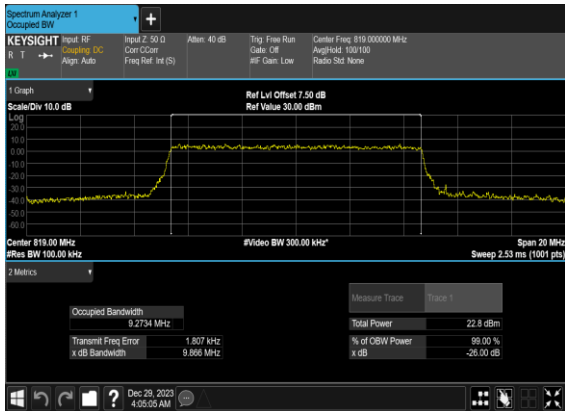 Spectrum Analyzer 1
Occupied BW
KEYSIGHT Input: RF Input Z: 50 Ω Atten: 40 dB Trig: Free Run Center Freq: 819.000000 MHz
R T Coupling: DC Corr CCorr Gate: Off Avg|Hold: 100/100
Align: Auto Freq Ref: Int (S) #IF Gain: Low Radio Std: None
LXI
1 Graph
Ref Lvl Offset 7.50 dB
Scale/Div 10.0 dB Ref Value 30.00 dBm
Log
20.0
10.0
0.00
-10.0
-20.0
-30.0
-40.0
-50.0
-60.0
Center 819.00 MHz #Video BW 300.00 kHz* Span 20 MHz
#Res BW 100.00 kHz Sweep 2.53 ms (1001 pts)
2 Metrics
Measure Trace Trace 1
Occupied Bandwidth
9.2734 MHz Total Power 22.8 dBm
Transmit Freq Error 1.807 kHz % of OBW Power 99.00 %
x dB Bandwidth 9.866 MHz x dB -26.00 dB
Dec 29, 2023
4:05:05 AM